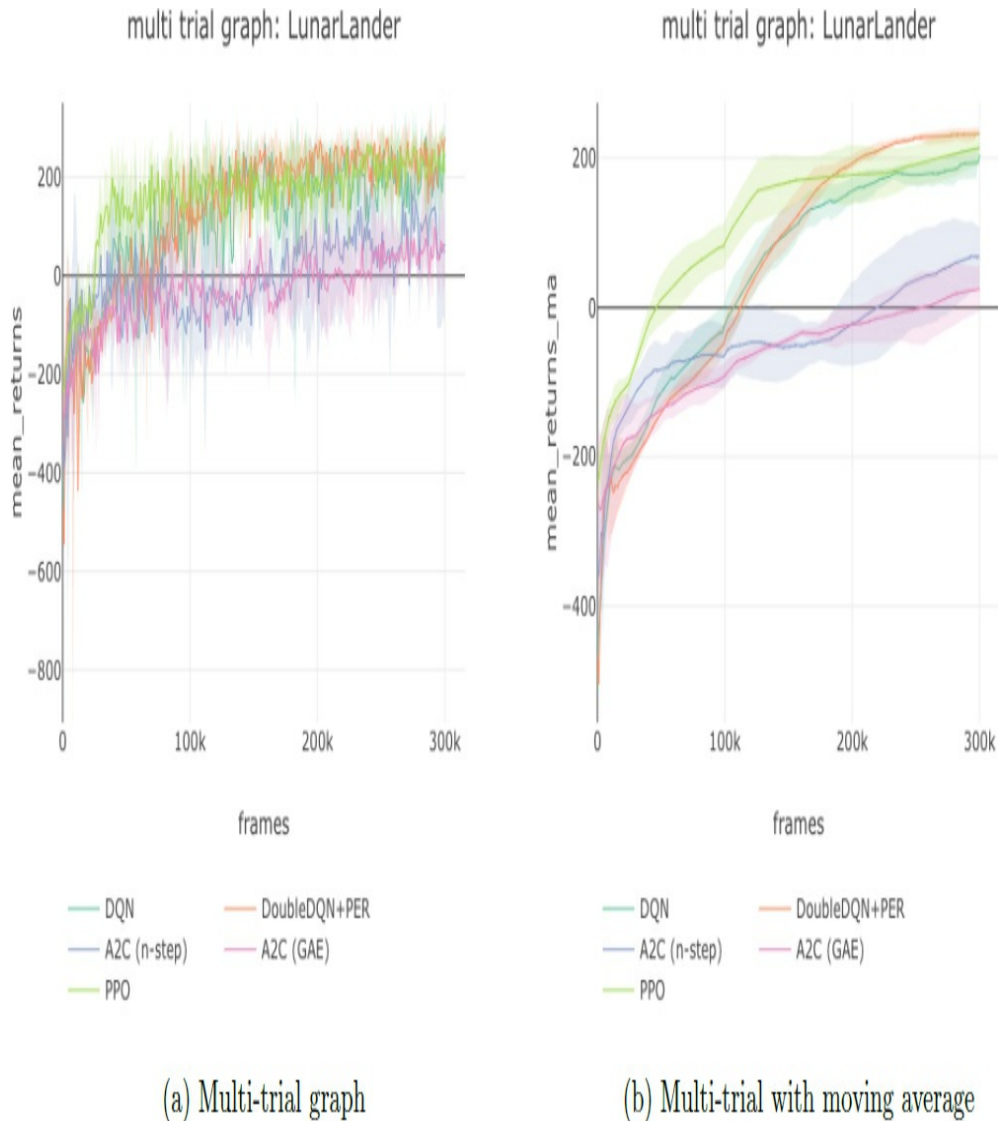 multi trial graph: LunarLander
mean_returns
200
0
−200
−400
−600
−800
0
100k
200k
300k
frames
DQN
DoubleDQN+PER
A2C (n-step)
A2C (GAE)
PPO
(a) Multi-trial graph
multi trial graph: LunarLander
mean_returns_ma
200
0
−200
−400
0
100k
200k
300k
frames
DQN
DoubleDQN+PER
A2C (n-step)
A2C (GAE)
PPO
(b) Multi-trial with moving average